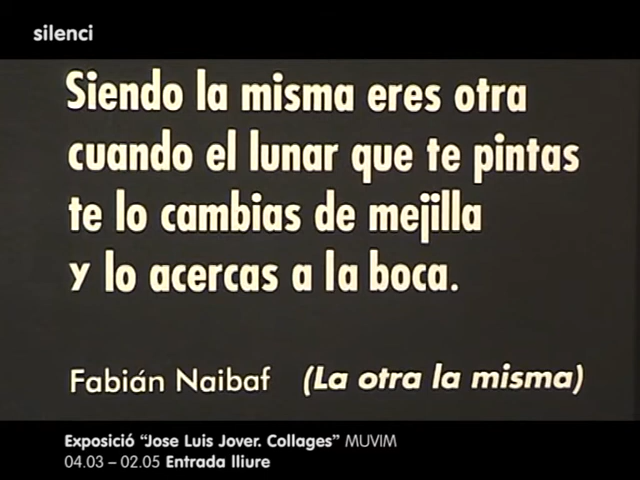 silenci
Siendo la misma eres otra
cuando el lunar que te pintas
te lo cambias de mejilla
y lo acercas a la boca.
Fabián Naibaf (La otra la misma)
Exposició “Jose Luis Jover. Collages” MUVIM
04.03 – 02.05 Entrada lliure